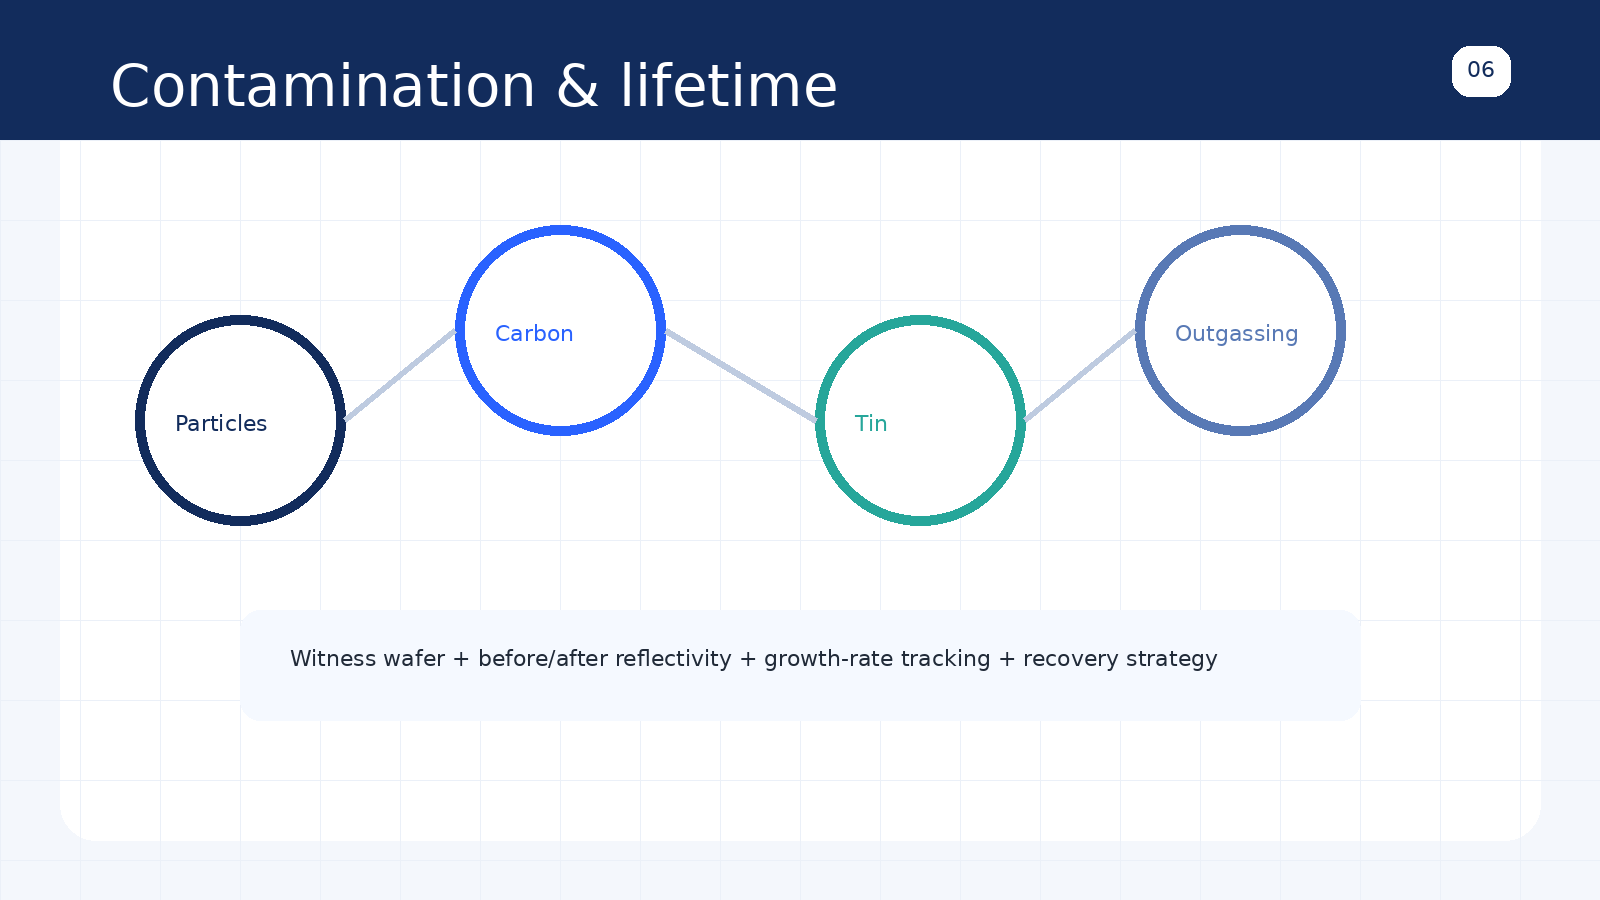 Contamination & lifetime
06
Particles
Carbon
Tin
Outgassing
Witness wafer + before/after reflectivity + growth-rate tracking + recovery strategy